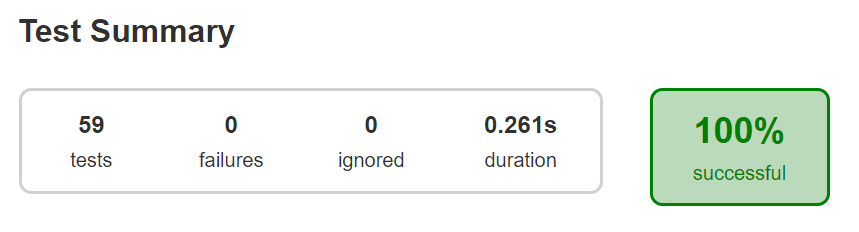 Test Summary
59 0 0 0.261s
tests failures ignored duration
100%
successful